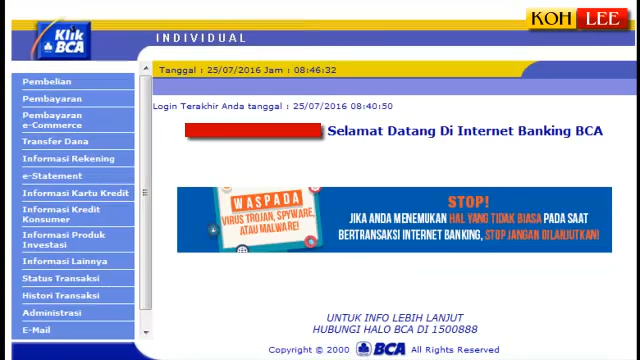 KOH LEE
Klik
BCA
INDIVIDUAL
Tanggal : 25/07/2016 Jam : 08:46:32
Pembelian
Pembayaran
Pembayaran
e-Commerce
Transfer Dana
Informasi Rekening
e-Statement
Informasi Kartu Kredit
Informasi Kredit
Konsumer
Informasi Produk
Investasi
Informasi Lainnya
Status Transaksi
Histori Transaksi
Administrasi
E-Mail
Login Terakhir Anda tanggal : 25/07/2016 08:40:50
Selamat Datang Di Internet Banking BCA
WASPADA
VIRUS TROJAN, SPYWARE,
ATAU MALWARE!
STOP!
JIKA ANDA MENEMUKAN HAL YANG TIDAK BIASA PADA SAAT
BERTRANSAKSI INTERNET BANKING, STOP JANGAN DILANJUTKAN!
UNTUK INFO LEBIH LANJUT
HUBUNGI HALO BCA DI 1500888
Copyright © 2000 BCA All Rights Reserved